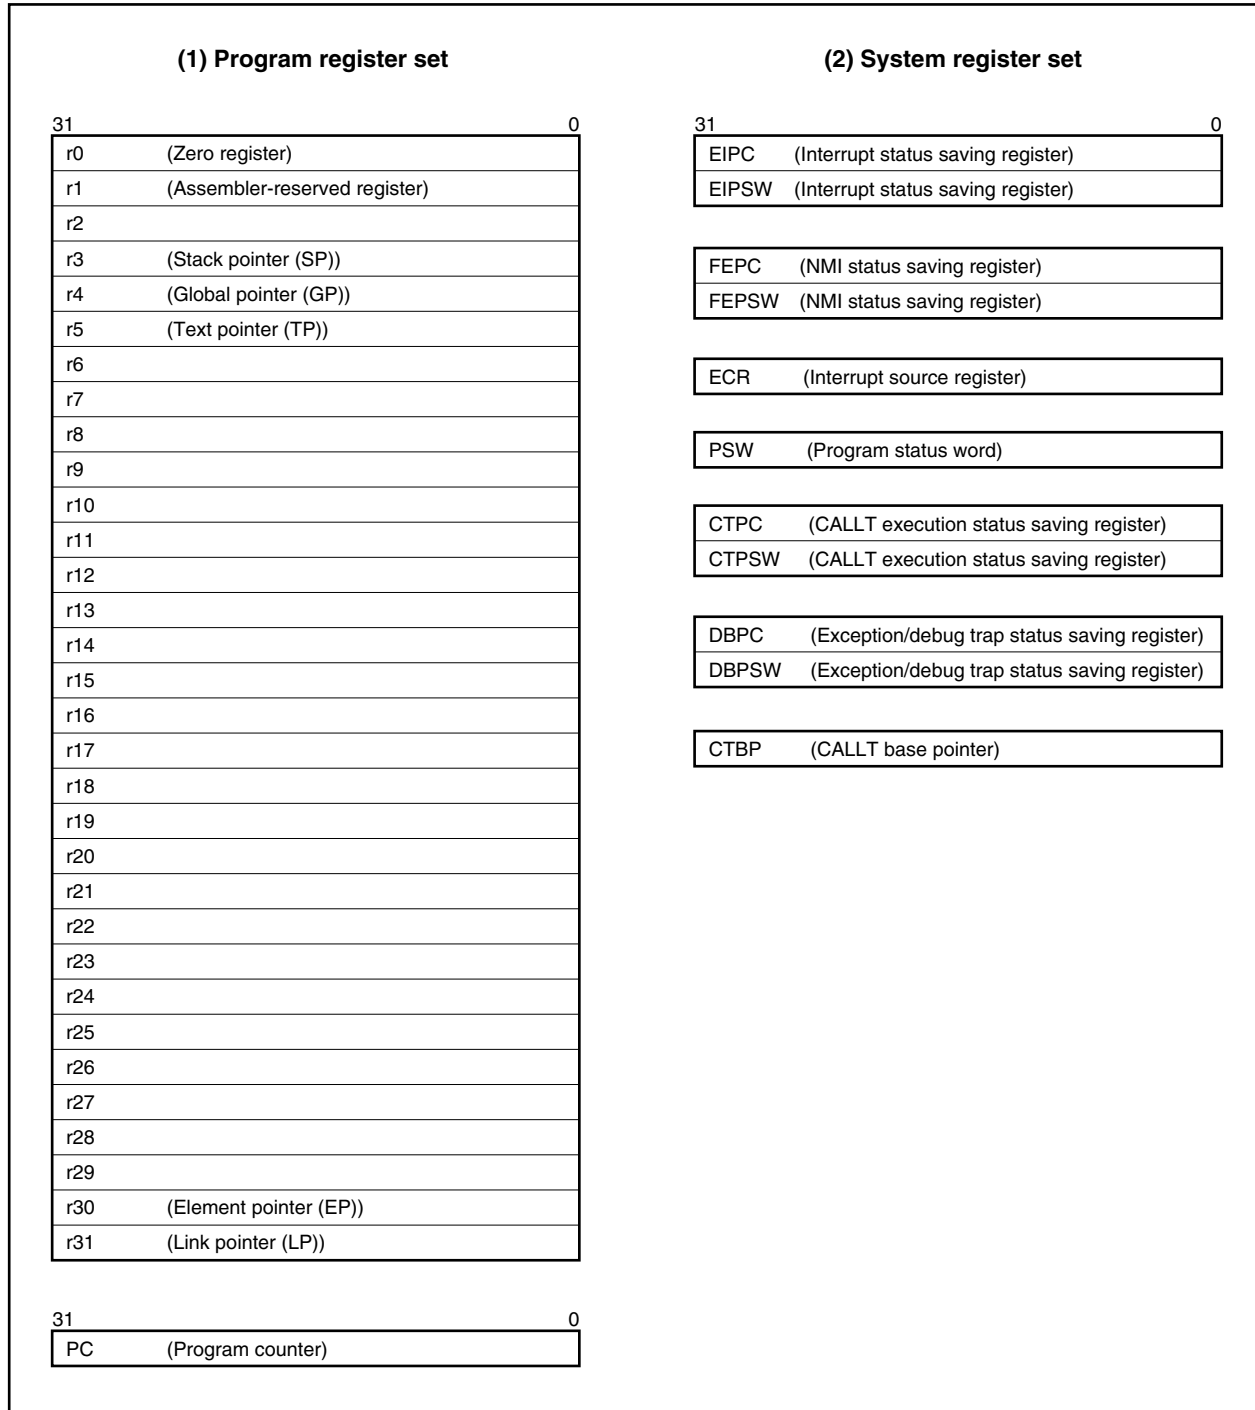 (1) Program register set
31 0
r0 (Zero register)
r1 (Assembler-reserved register)
r2
r3 (Stack pointer (SP))
r4 (Global pointer (GP))
r5 (Text pointer (TP))
r6
r7
r8
r9
r10
r11
r12
r13
r14
r15
r16
r17
r18
r19
r20
r21
r22
r23
r24
r25
r26
r27
r28
r29
r30 (Element pointer (EP))
r31 (Link pointer (LP))
31 0
PC (Program counter)
(2) System register set
31 0
EIPC (Interrupt status saving register)
EIPSW (Interrupt status saving register)
FEPC (NMI status saving register)
FEPSW (NMI status saving register)
ECR (Interrupt source register)
PSW (Program status word)
CTPC (CALLT execution status saving register)
CTPSW (CALLT execution status saving register)
DBPC (Exception/debug trap status saving register)
DBPSW (Exception/debug trap status saving register)
CTBP (CALLT base pointer)